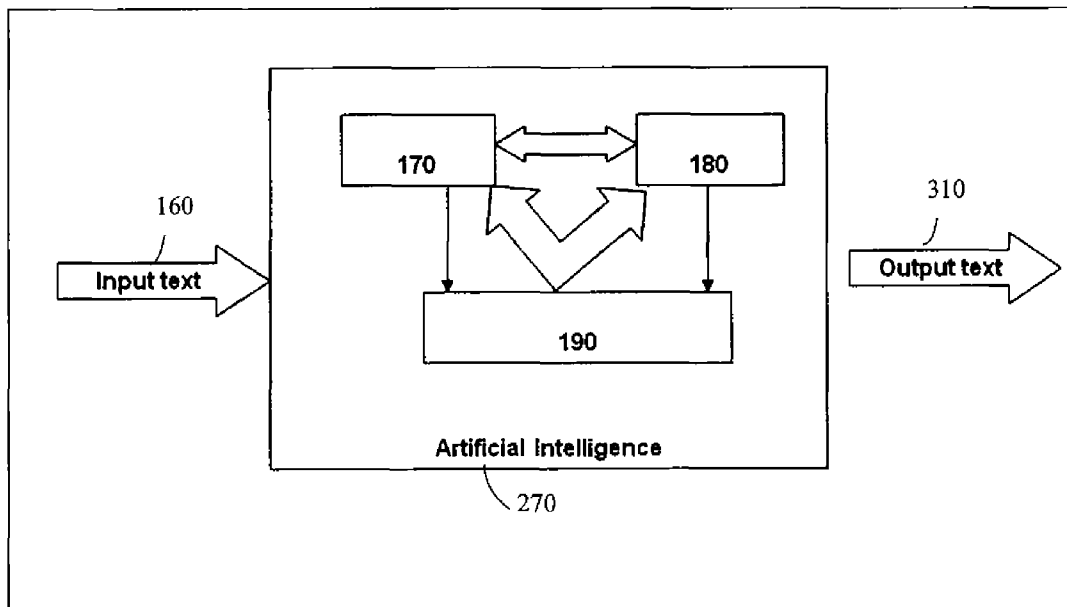 170
180
160
310
Input text
Output text
190
Artificial Intelligence
270